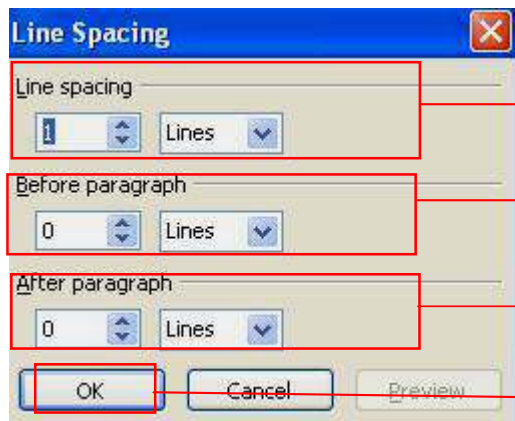 Line Spacing
Line spacing
1 Lines
Before paragraph
0 Lines
After paragraph
0 Lines
OK Cancel Preview